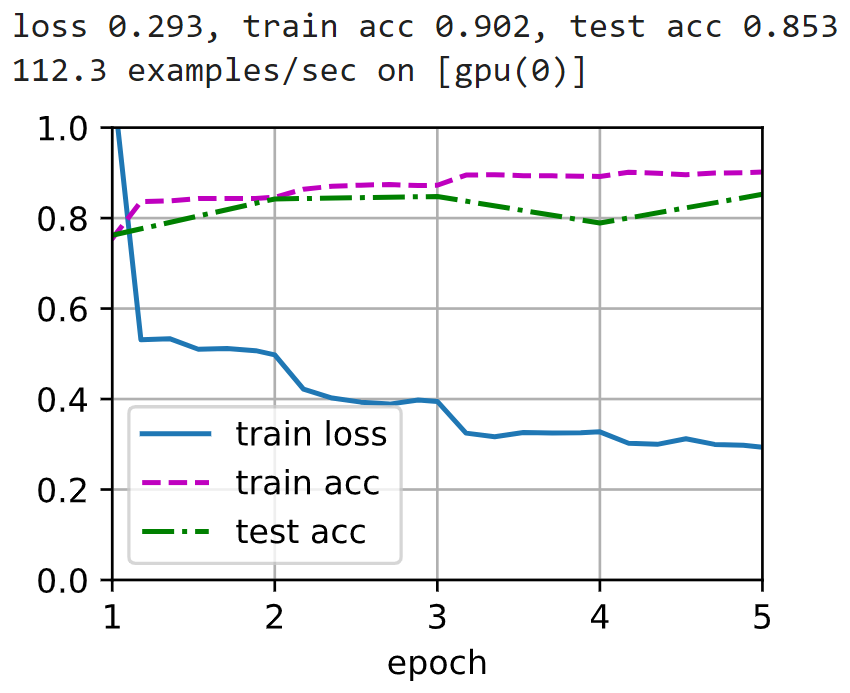 loss 0.293, train acc 0.902, test acc 0.853
112.3 examples/sec on [gpu(0)]
1.0
0.8
0.6
0.4
0.2
0.0
train loss
train acc
test acc
1 2 3 4 5
epoch